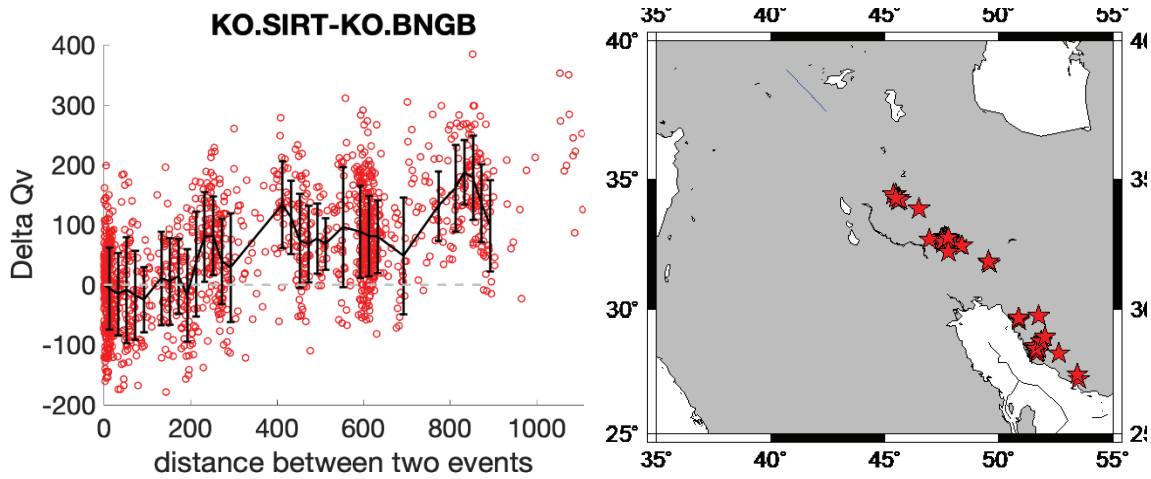 KO.SIRT-KO.BNGB
400
300
200
100
0
-100
-200
Delta Qv
0 200 400 600 800 1000
distance between two events
35° 40° 45° 50° 55°
40° 40
35° 35
30° 30
25° 25
35° 40° 45° 50° 55°